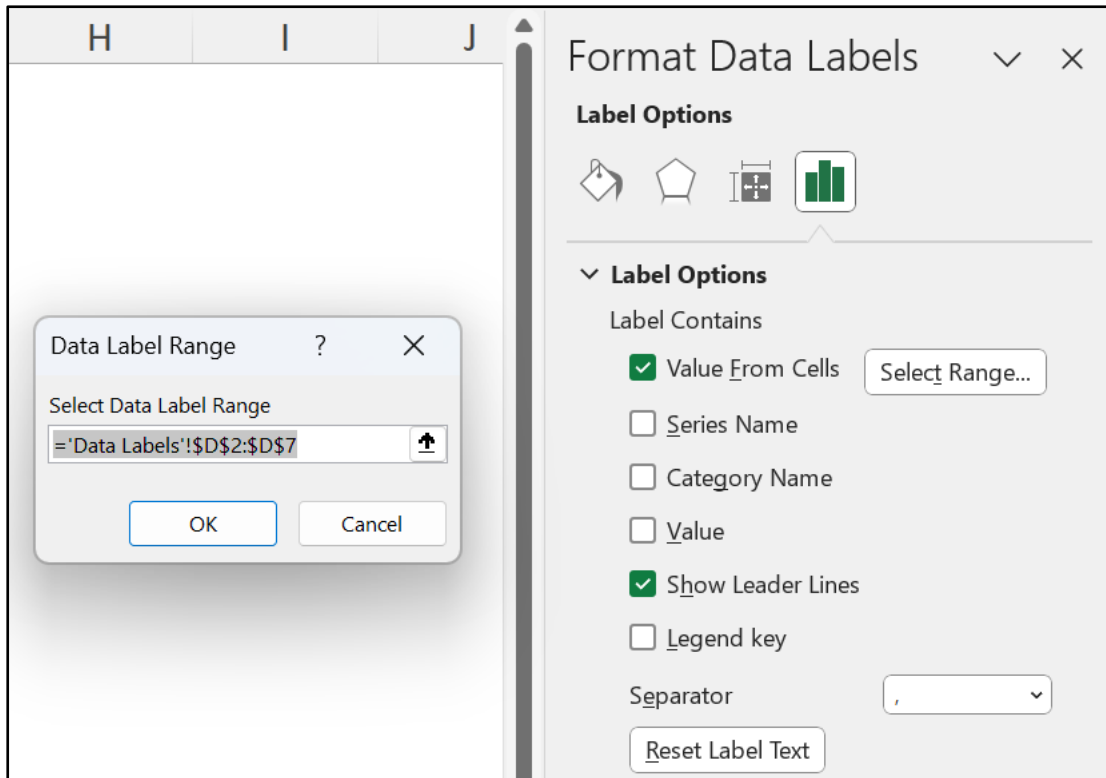 H I J
Format Data Labels
Label Options
Label Options
Label Contains
Value From Cells Select Range...
Series Name
Category Name
Value
Show Leader Lines
Legend key
Separator ,
Reset Label Text
Data Label Range ?
Select Data Label Range
='Data Labels'!$D$2:$D$7
OK Cancel